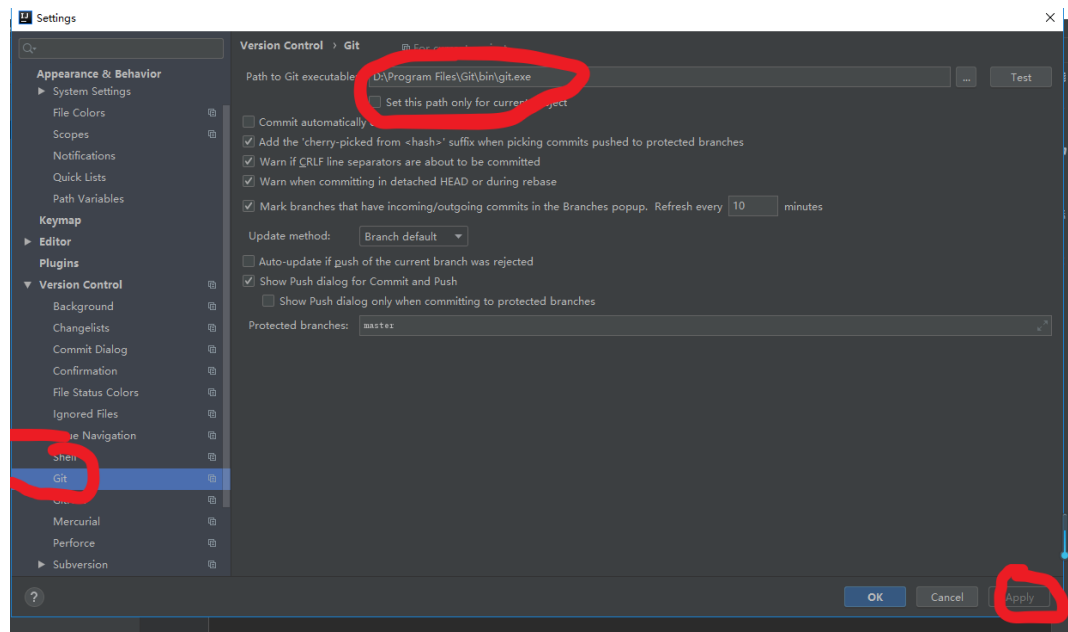 Settings
Version Control › Git
For current project
Appearance & Behavior
System Settings
File Colors
Scopes
Notifications
Quick Lists
Path Variables
Keymap
Editor
Plugins
Version Control
Background
Changelists
Commit Dialog
Confirmation
File Status Colors
Ignored Files
Navigation
Shell
Git
Mercurial
Perforce
Subversion
Path to Git executable: D:\Program Files\Git\bin\git.exe ... Test
Set this path only for current project
Commit automatically
Add the 'cherry-picked from <hash>' suffix when picking commits pushed to protected branches
Warn if CRLF line separators are about to be committed
Warn when committing in detached HEAD or during rebase
Mark branches that have incoming/outgoing commits in the Branches popup. Refresh every 10 minutes
Update method: Branch default
Auto-update if push of the current branch was rejected
Show Push dialog for Commit and Push
Show Push dialog only when committing to protected branches
Protected branches: master
? OK Cancel Apply